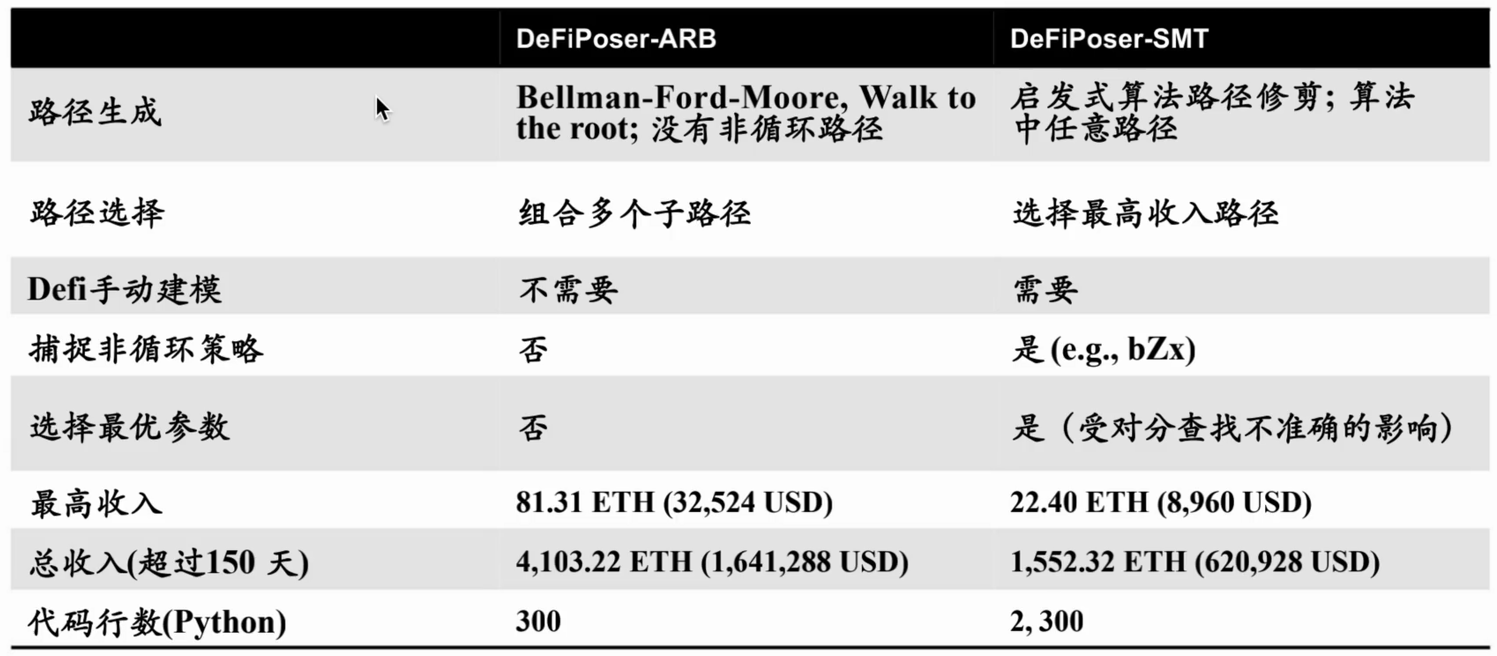 DeFiPoser-ARB DeFiPoser-SMT
路径生成 Bellman-Ford-Moore, Walk to the root; 没有非循环路径 启发式算法路径修剪; 算法中任意路径
路径选择 组合多个子路径 选择最高收入路径
Defi手动建模 不需要 需要
捕捉非循环策略 否 是 (e.g., bZx)
选择最优参数 否 是（受对分查找不准确的影响）
最高收入 81.31 ETH (32,524 USD) 22.40 ETH (8,960 USD)
总收入(超过150 天) 4,103.22 ETH (1,641,288 USD) 1,552.32 ETH (620,928 USD)
代码行数(Python) 300 2, 300